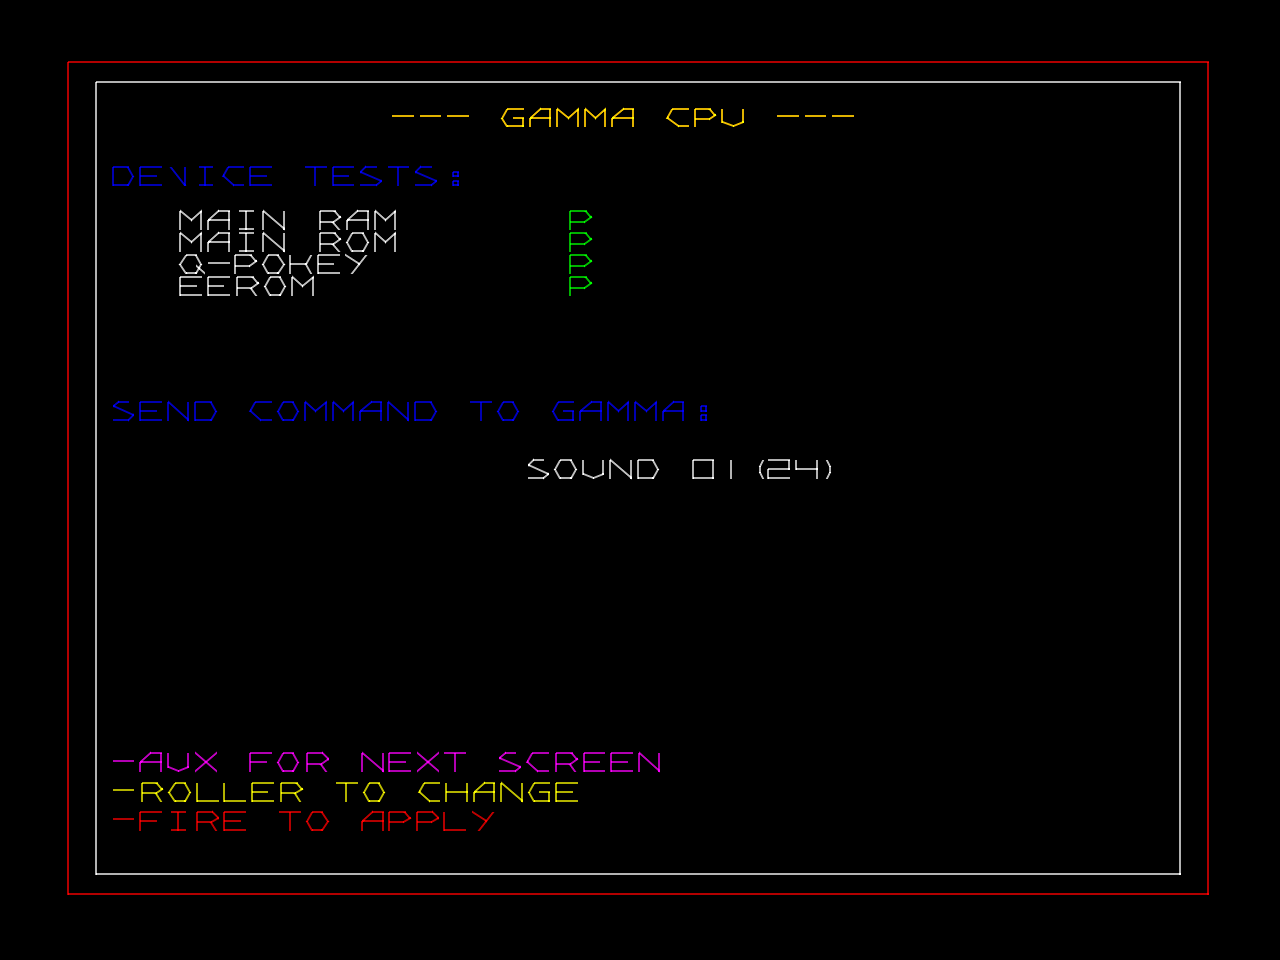 --- GAMMA CPU ---
DEVICE TESTS:
MAIN RAM P
MAIN ROM P
Q-POKEY P
EEROM P
SEND COMMAND TO GAMMA:
SOUND 01 (24)
-AUX FOR NEXT SCREEN
-ROLLER TO CHANGE
-FIRE TO APPLY